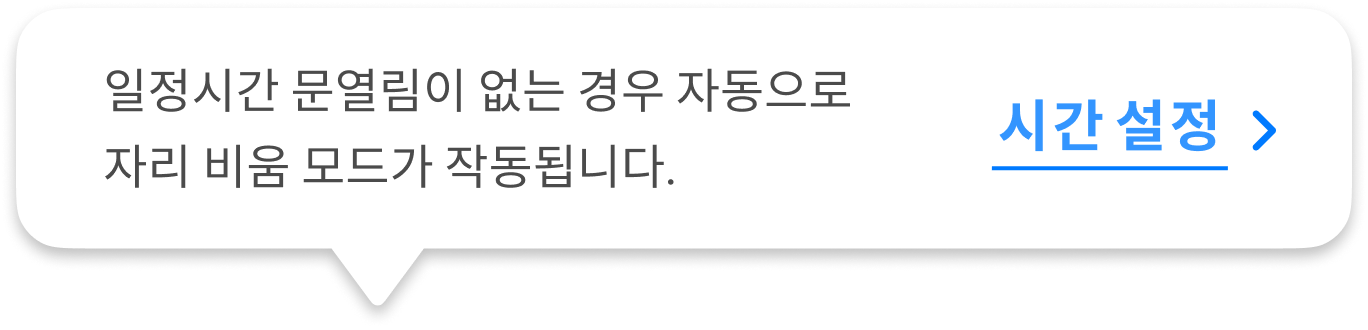 일정시간 문열림이 없는 경우 자동으로
자리 비움 모드가 작동됩니다.
시간 설정